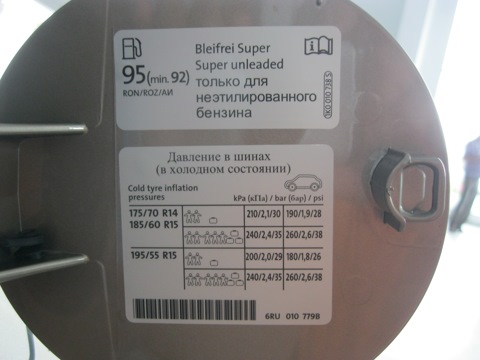 Bleifrei Super
Super unleaded
95 (min. 92)
RON/ROZ/АИ
только для
неэтилированного
бензина
Давление в шинах
(в холодном состоянии)
Cold tyre inflation
pressures
kPa (кПа) / bar (бар) / psi
175/70 R14 210/2,1/30 190/1,9/28
185/60 R15 240/2,4/35 260/2,6/38
195/55 R15 200/2,0/29 180/1,8/26
240/2,4/35 260/2,6/38
6RU 010 779B